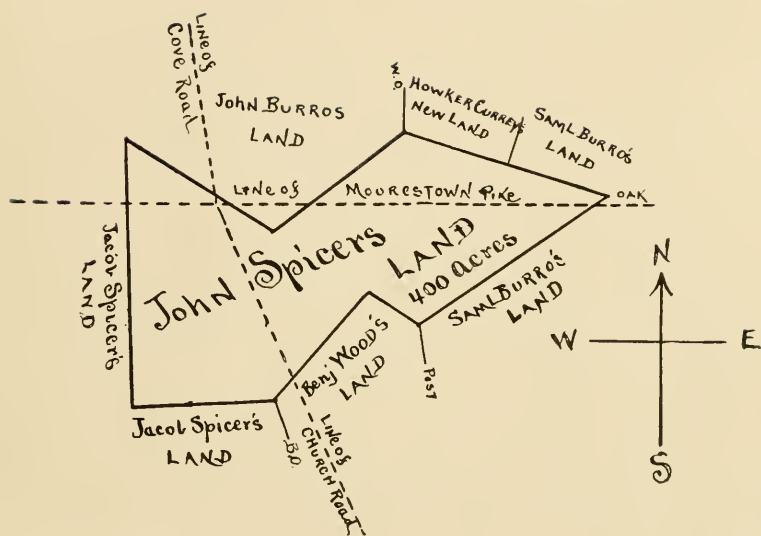 Line of
Cove Road
John Burros
Land
W.O.
Howker Currey's
New Land
Saml Burro's
Land
Line of Mourestown Pike
Oak
Jacob Spicer's
Land
John Spicers
Land
400 Acres
Saml Burro's
Land
Benj Wood's
Land
Post
Jacob Spicer's
Land
B.O.
Line of
Church Road
N
W E
S